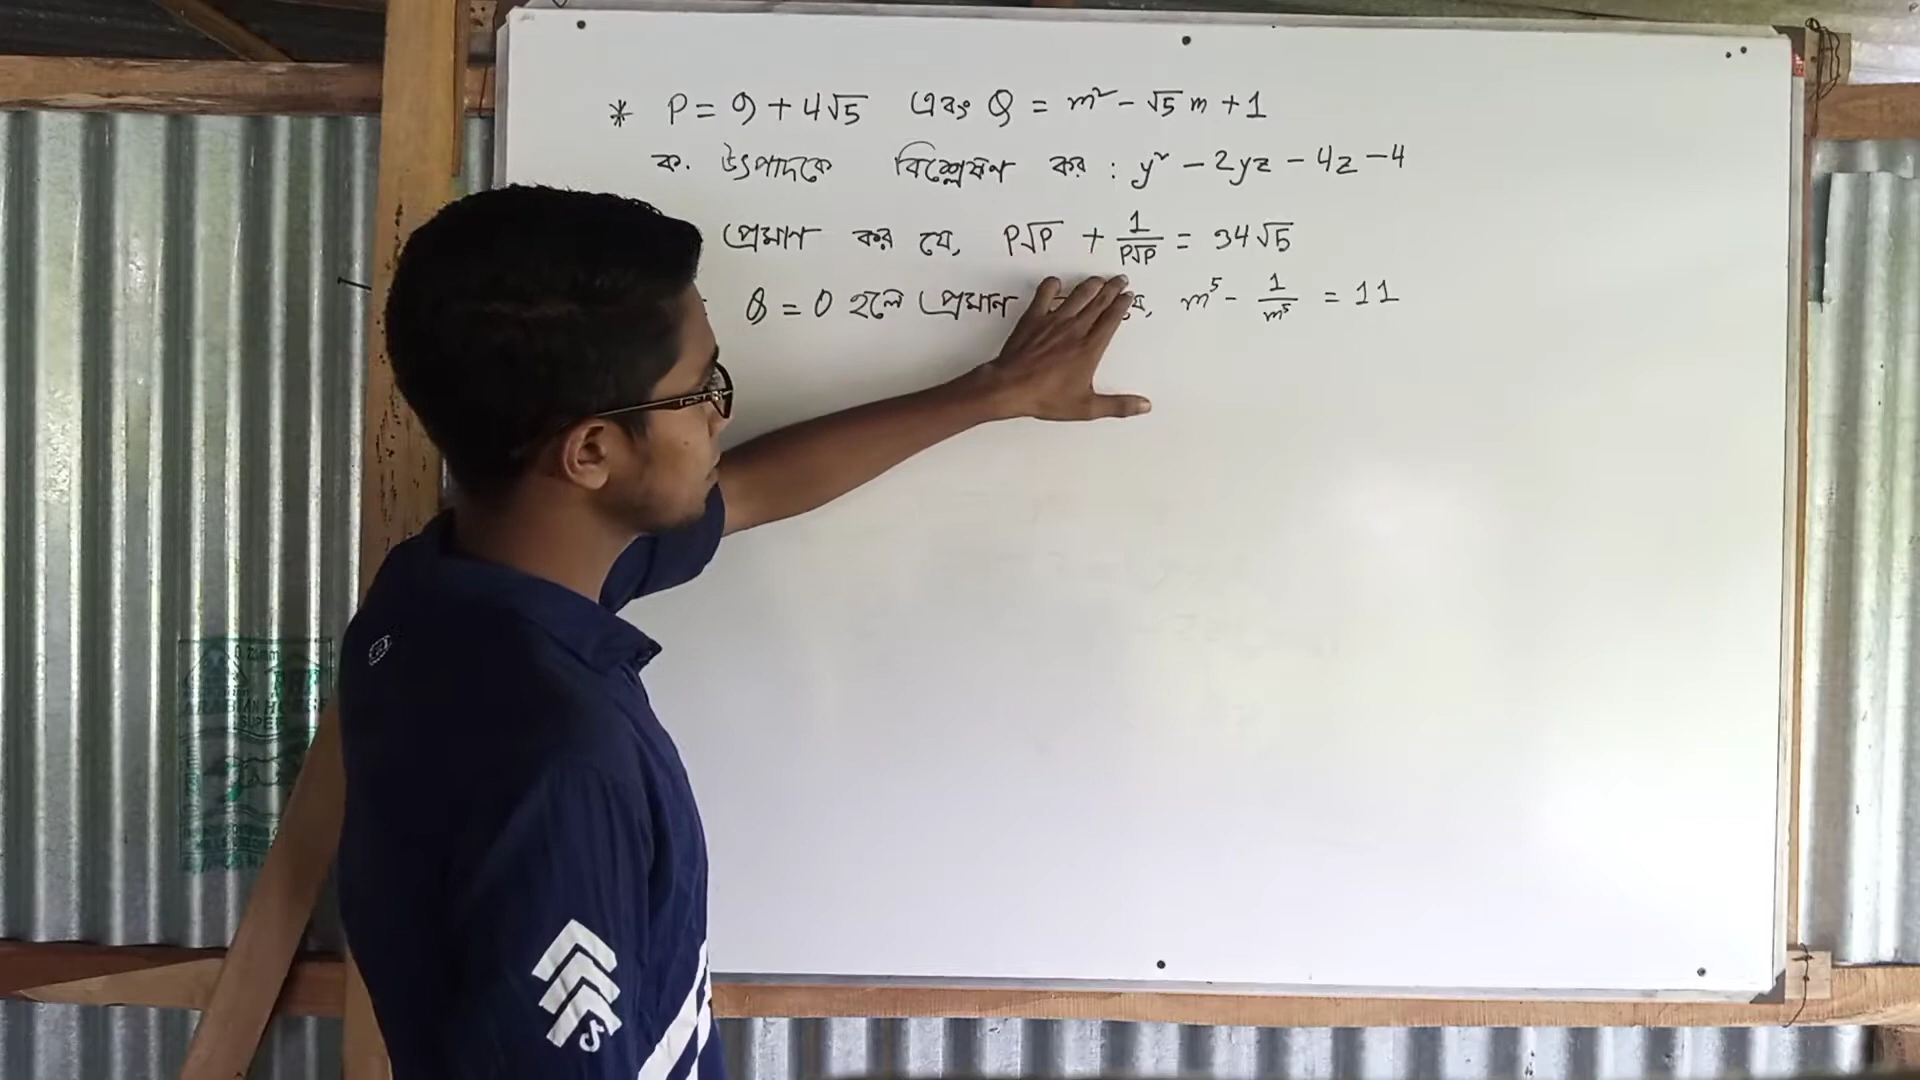 * P = 9 + 4√5 এবং Q = m² - √5 m + 1
ক. উৎপাদকে বিশ্লেষণ কর : y² - 2yz - 4z - 4
প্রমাণ কর যে, P√P + 1/P√P = 34√5
Q = 0 হলে প্রমাণ যে, m⁵ - 1/m⁵ = 11
SUPER